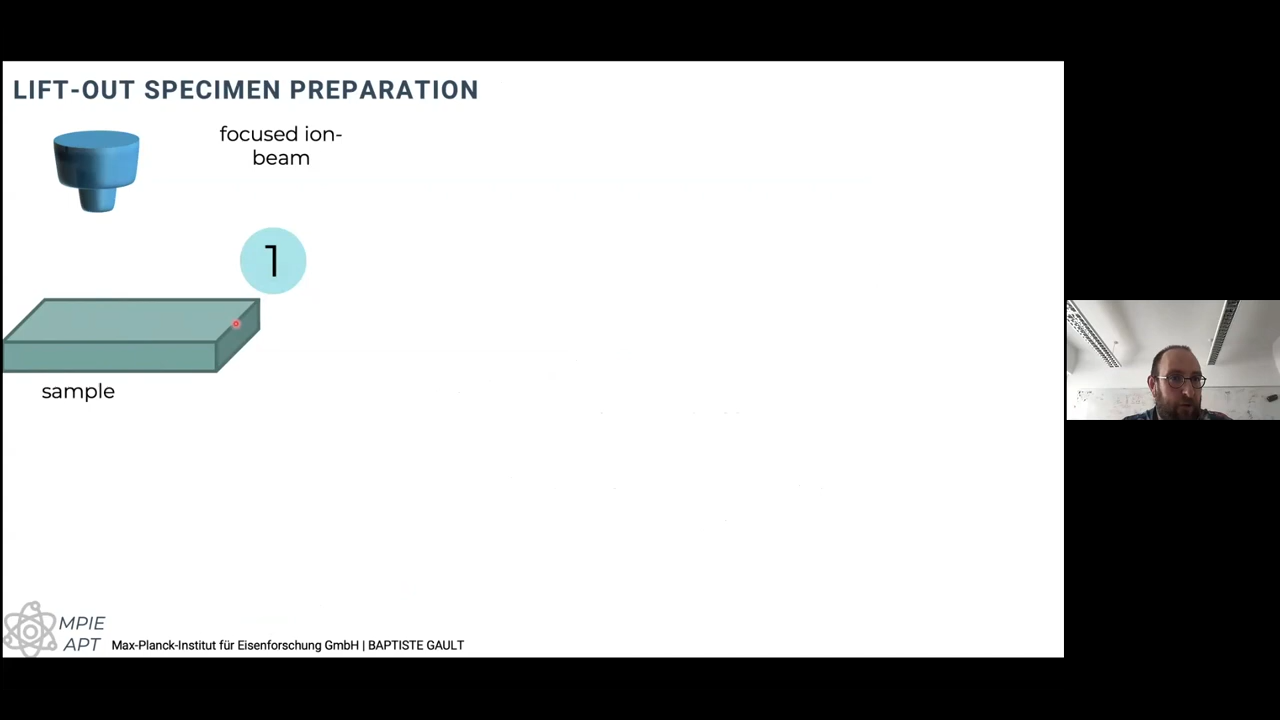 LIFT-OUT SPECIMEN PREPARATION
focused ion-
beam
1
sample
MPIE
APT
Max-Planck-Institut für Eisenforschung GmbH | BAPTISTE GAULT